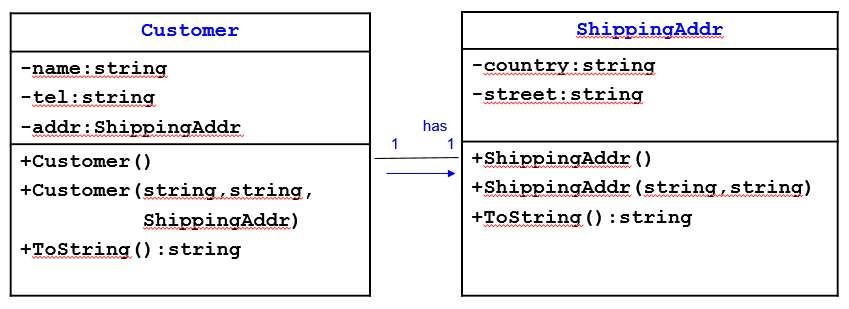 Customer
-name:string
-tel:string
-addr:ShippingAddr
+Customer()
+Customer(string,string,
ShippingAddr)
+ToString():string
has
1 1
ShippingAddr
-country:string
-street:string
+ShippingAddr()
+ShippingAddr(string,string)
+ToString():string